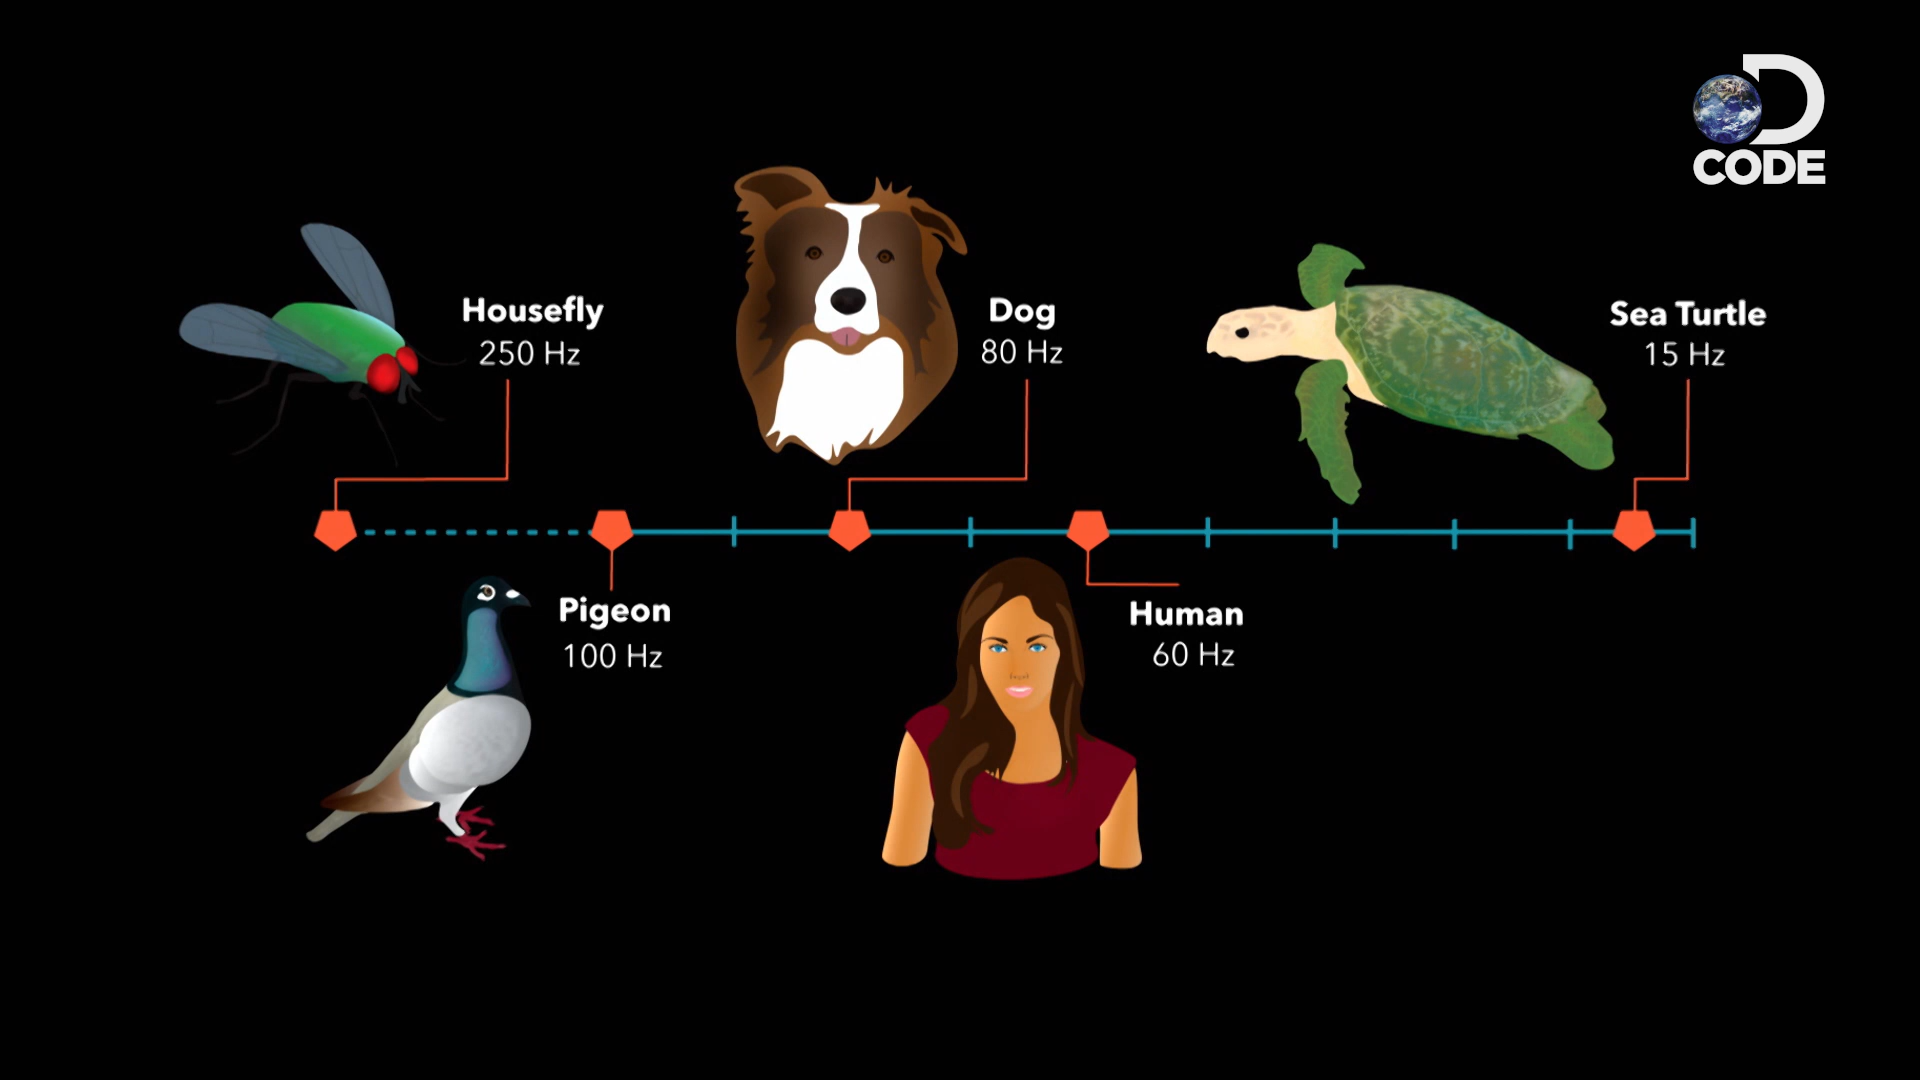 CODE
Housefly
250 Hz
Dog
80 Hz
Sea Turtle
15 Hz
Pigeon
100 Hz
Human
60 Hz